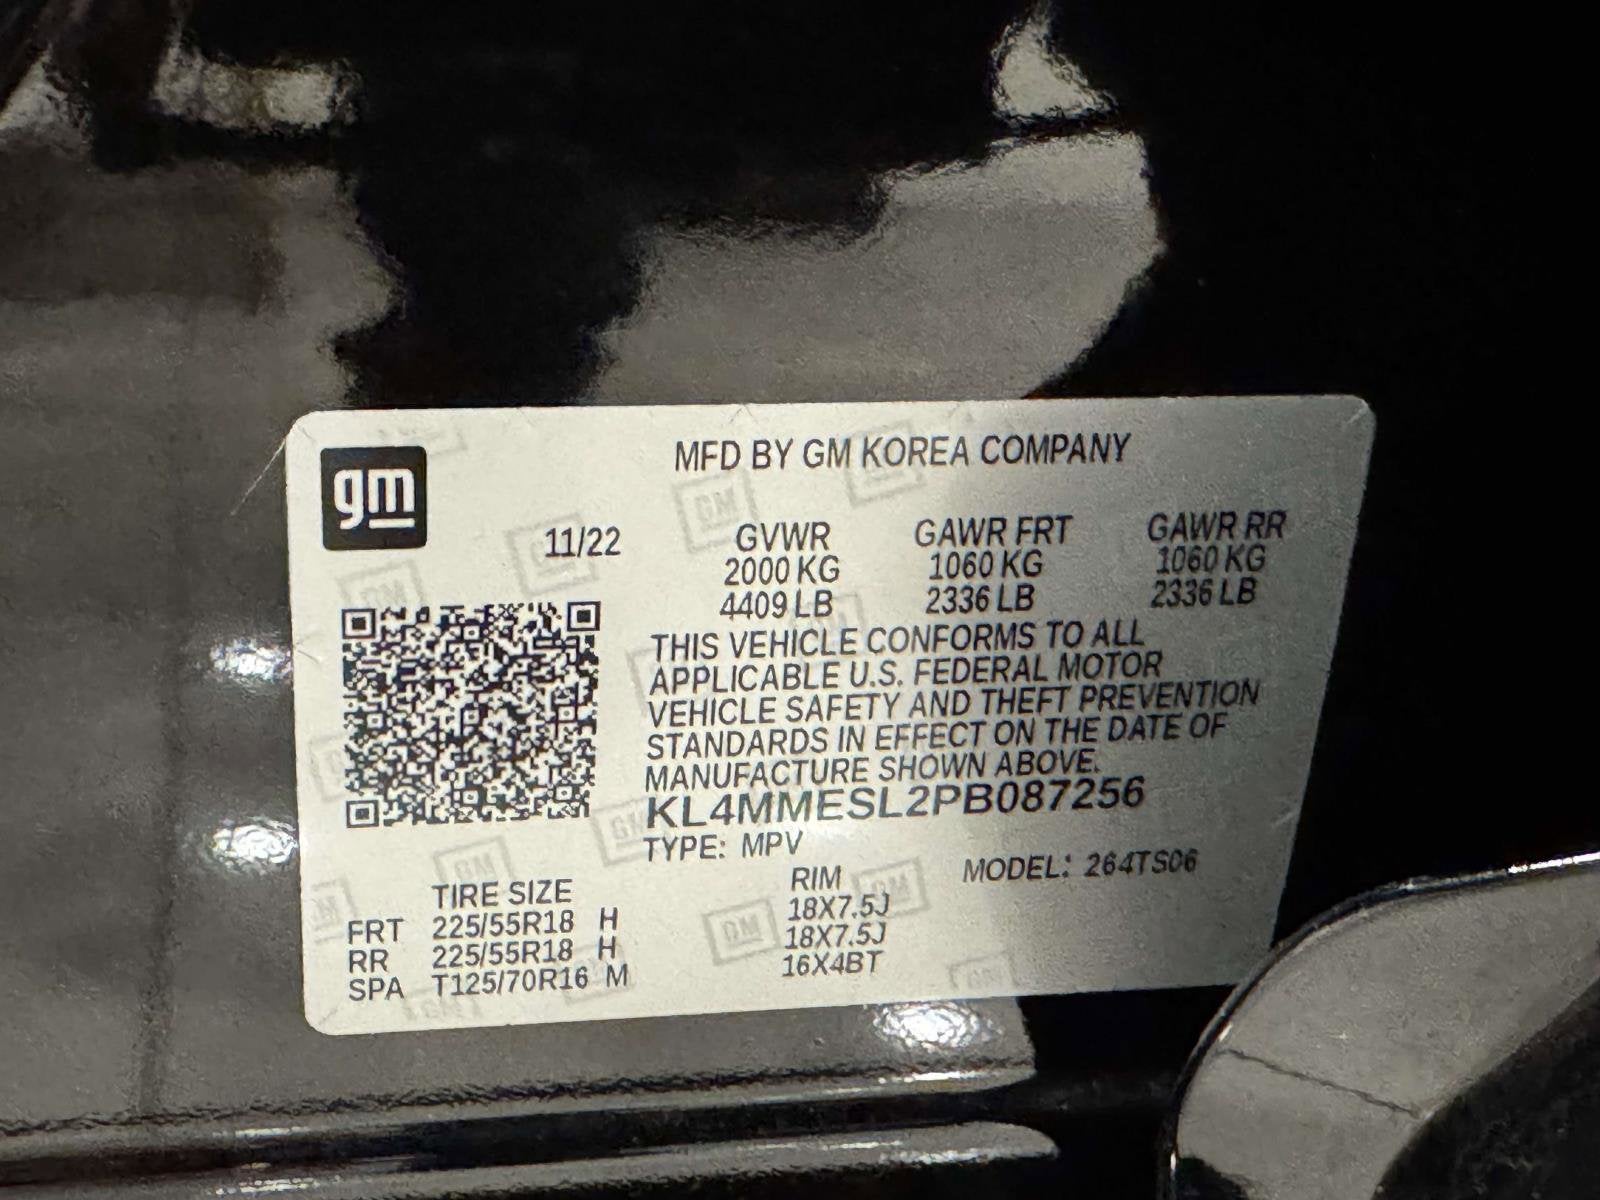 gm
MFD BY GM KOREA COMPANY
11/22 GVWR GAWR FRT GAWR RR
2000 KG 1060 KG 1060 KG
4409 LB 2336 LB 2336 LB
THIS VEHICLE CONFORMS TO ALL
APPLICABLE U.S. FEDERAL MOTOR
VEHICLE SAFETY AND THEFT PREVENTION
STANDARDS IN EFFECT ON THE DATE OF
MANUFACTURE SHOWN ABOVE.
KL4MMESL2PB087256
TYPE: MPV MODEL: 264TS06
TIRE SIZE RIM
FRT 225/55R18 H 18X7.5J
RR 225/55R18 H 18X7.5J
SPA T125/70R16 M 16X4BT